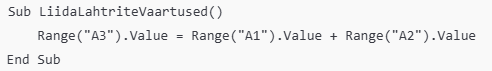 Sub LiidaLahtriteVaartused()
    Range("A3").Value = Range("A1").Value + Range("A2").Value
End Sub